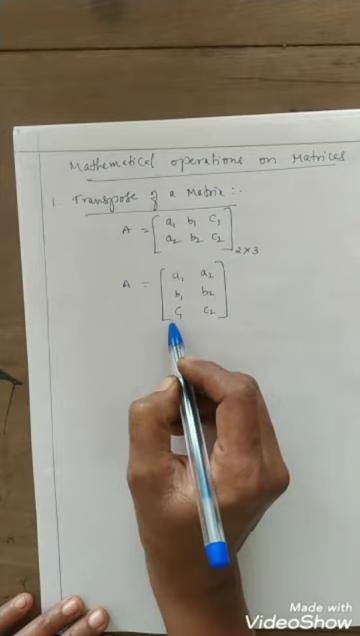 Mathematical operations on Matrices
1. Transpose of a Matrix :-
A = [ a₁ b₁ c₁
a₂ b₂ c₂ ] 2×3
A = [ a₁ a₂
b₁ b₂
c₁ c₂ ]
Made with
VideoShow